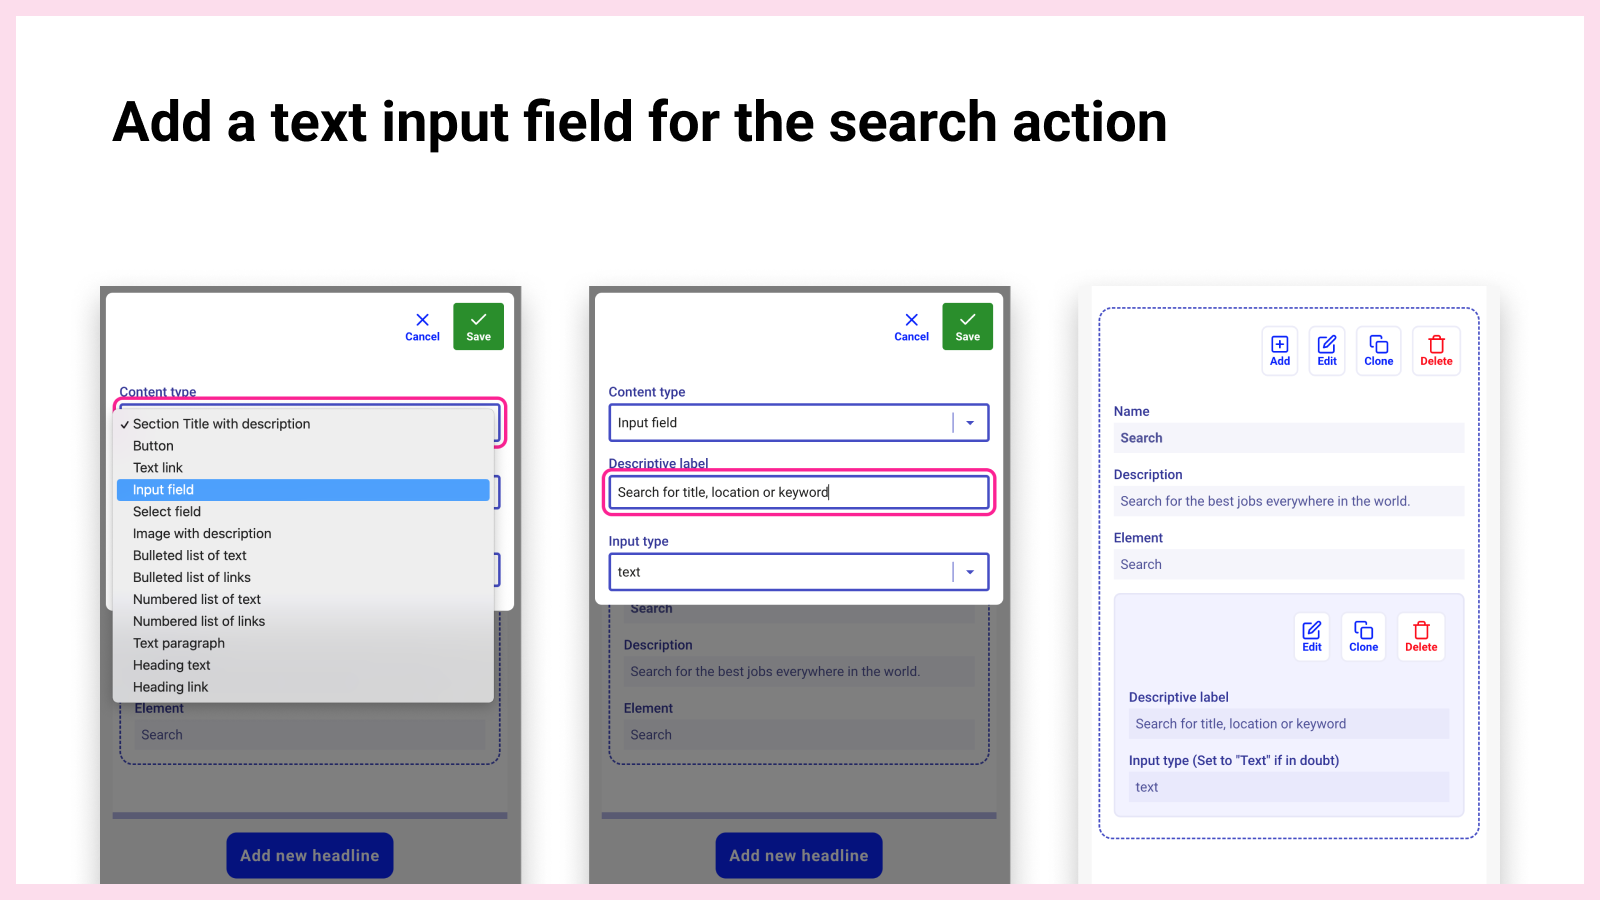 Add a text input field for the search action
Cancel
Save
Content type
✓ Section Title with description
Button
Text link
Input field
Select field
Image with description
Bulleted list of text
Bulleted list of links
Numbered list of text
Numbered list of links
Text paragraph
Heading text
Heading link
Element
Search
Add new headline
Cancel
Save
Content type
Input field
Descriptive label
Search for title, location or keyword
Input type
text
Search
Description
Search for the best jobs everywhere in the world.
Element
Search
Add new headline
Add
Edit
Clone
Delete
Name
Search
Description
Search for the best jobs everywhere in the world.
Element
Search
Edit
Clone
Delete
Descriptive label
Search for title, location or keyword
Input type (Set to "Text" if in doubt)
text